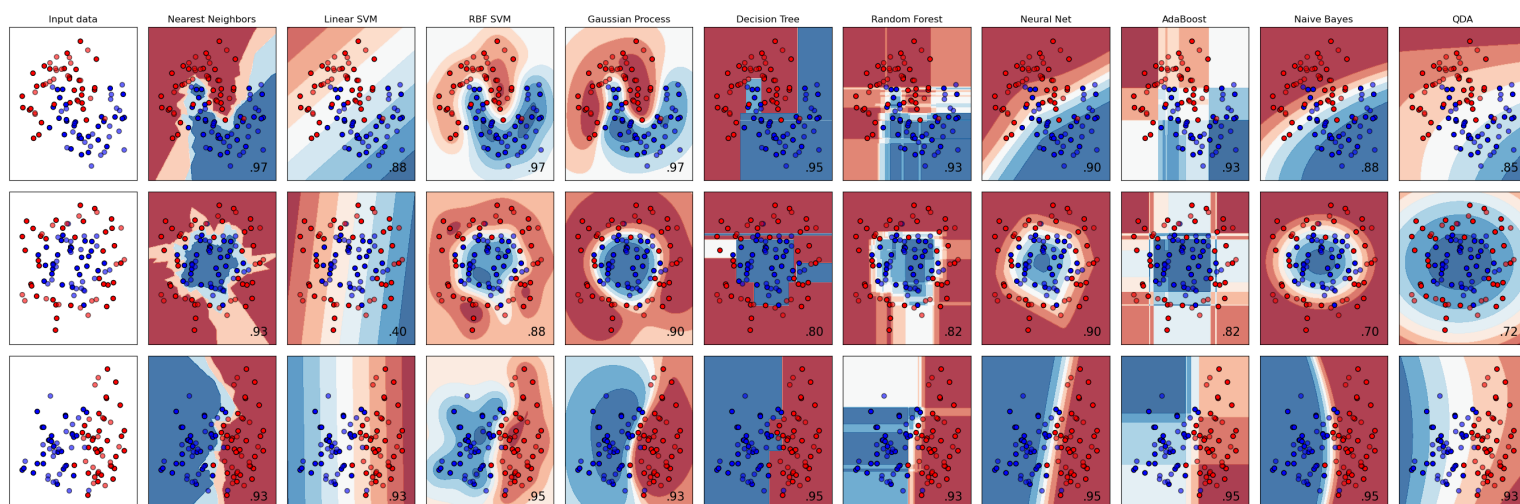 Input data Nearest Neighbors Linear SVM RBF SVM Gaussian Process Decision Tree Random Forest Neural Net AdaBoost Naive Bayes QDA
.97 .88 .97 .97 .95 .93 .90 .93 .88 .85
.93 .40 .88 .90 .80 .82 .90 .82 .70 .72
.93 .93 .95 .93 .95 .93 .95 .95 .95 .93